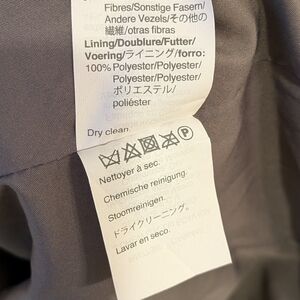 Fibres/Sonstige Fasern/
Andere Vezels/その他の
繊維/otras fibras
Lining/Doublure/Futter/
Voering/ライニング/forro:
100% Polyester/Polyester/
Polyester/Polyester/
ポリエステル/
poliéster
Dry clean.
P
Nettoyer à sec.
Chemische reinigung.
Stoomreinigen.
ドライクリーニング。
Lavar en seco.